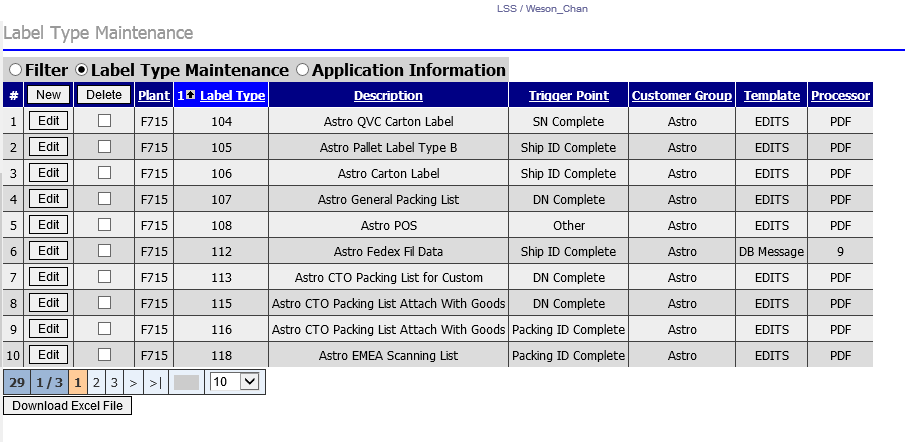 LSS / Weson_Chan
Label Type Maintenance
Filter Label Type Maintenance Application Information
# New Delete Plant 1 Label Type Description Trigger Point Customer Group Template Processor
1 Edit F715 104 Astro QVC Carton Label SN Complete Astro EDITS PDF
2 Edit F715 105 Astro Pallet Label Type B Ship ID Complete Astro EDITS PDF
3 Edit F715 106 Astro Carton Label Ship ID Complete Astro EDITS PDF
4 Edit F715 107 Astro General Packing List DN Complete Astro EDITS PDF
5 Edit F715 108 Astro POS Other Astro EDITS PDF
6 Edit F715 112 Astro Fedex Fil Data Ship ID Complete Astro DB Message 9
7 Edit F715 113 Astro CTO Packing List for Custom DN Complete Astro EDITS PDF
8 Edit F715 115 Astro CTO Packing List Attach With Goods DN Complete Astro EDITS PDF
9 Edit F715 116 Astro CTO Packing List Attach With Goods Packing ID Complete Astro EDITS PDF
10 Edit F715 118 Astro EMEA Scanning List Packing ID Complete Astro EDITS PDF
29 1 / 3 1 2 3 > >| 10
Download Excel File